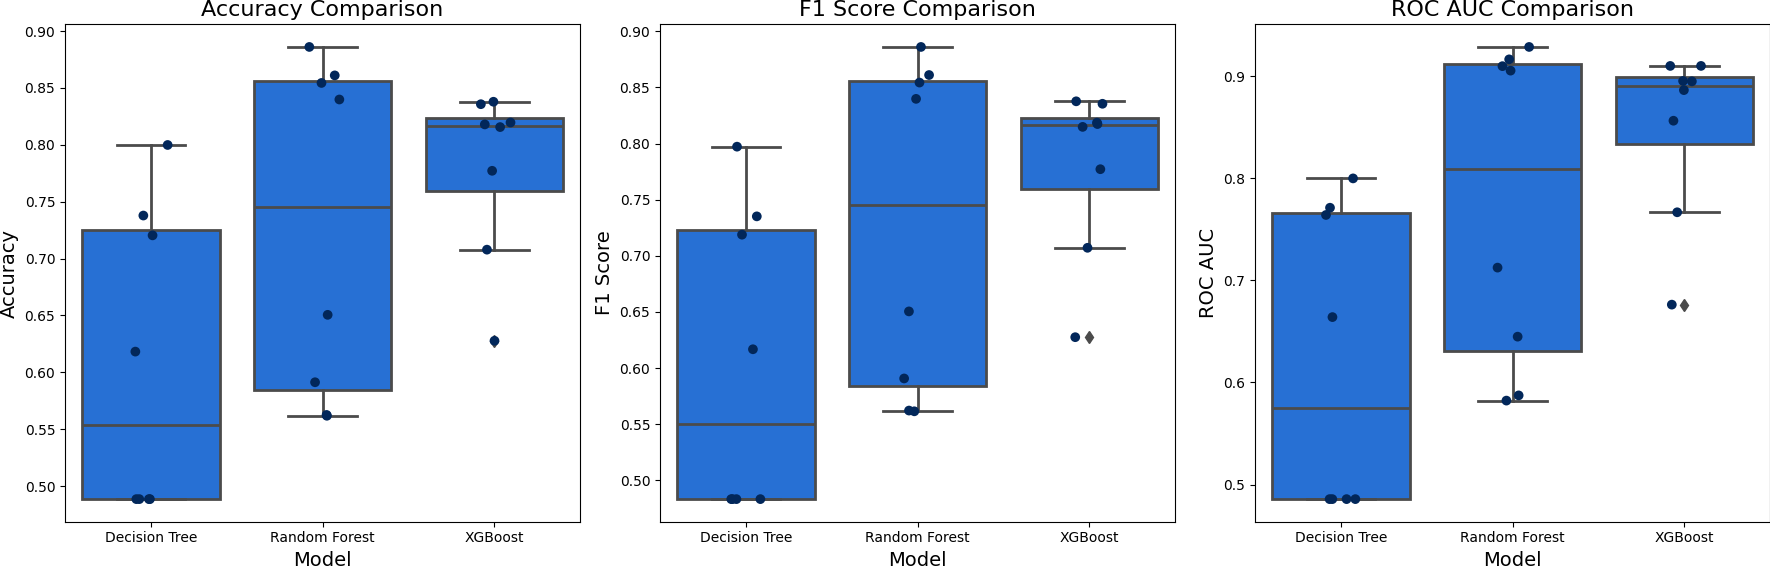 Accuracy Comparison
Accuracy
0.90
0.85
0.80
0.75
0.70
0.65
0.60
0.55
0.50
Decision Tree Random Forest XGBoost
Model
F1 Score Comparison
F1 Score
0.90
0.85
0.80
0.75
0.70
0.65
0.60
0.55
0.50
Decision Tree Random Forest XGBoost
Model
ROC AUC Comparison
ROC AUC
0.9
0.8
0.7
0.6
0.5
Decision Tree Random Forest XGBoost
Model